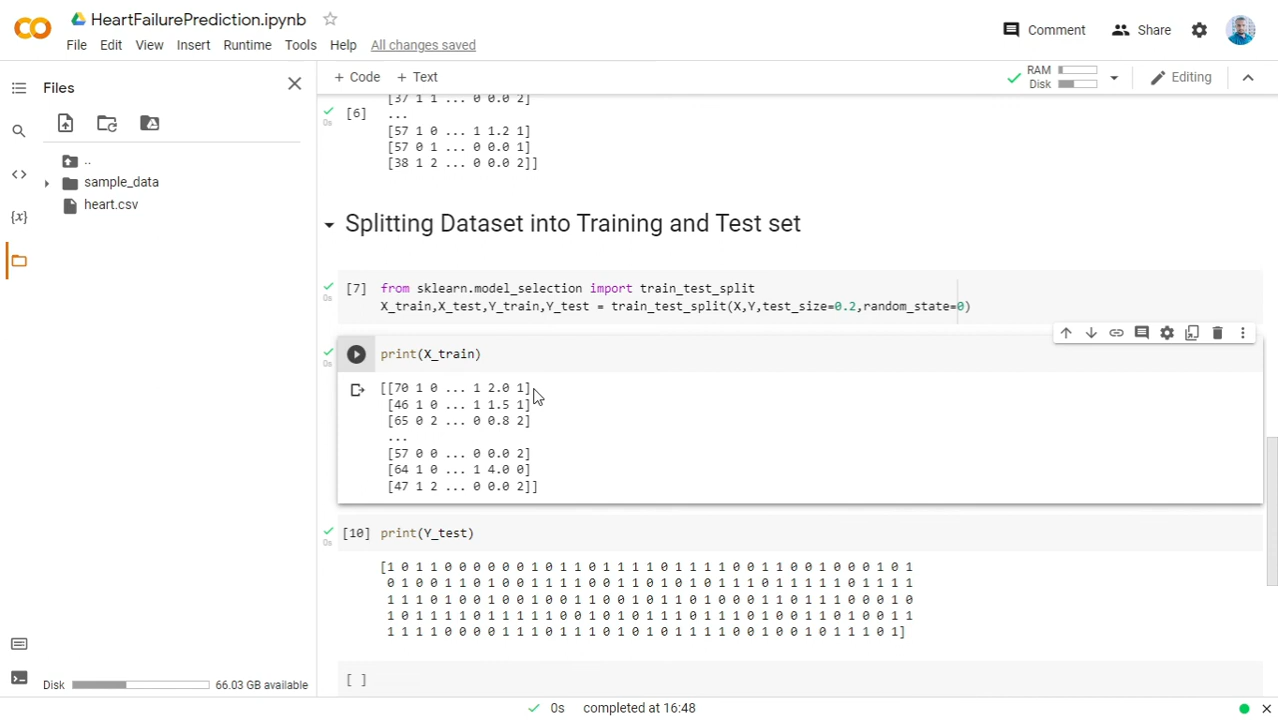 HeartFailurePrediction.ipynb
File Edit View Insert Runtime Tools Help All changes saved
Comment Share
Files
+ Code + Text
RAM
Disk
Editing
[37 1 1 ... 0 0.0 2]
[6] ...
[57 1 0 ... 1 1.2 1]
[57 0 1 ... 0 0.0 1]
[38 1 2 ... 0 0.0 2]]
..
sample_data
heart.csv
Splitting Dataset into Training and Test set
[7] from sklearn.model_selection import train_test_split
X_train,X_test,Y_train,Y_test = train_test_split(X,Y,test_size=0.2,random_state=0)
0s
print(X_train)
0s
[[70 1 0 ... 1 2.0 1]
[46 1 0 ... 1 1.5 1]
[65 0 2 ... 0 0.8 2]
...
[57 0 0 ... 0 0.0 2]
[64 1 0 ... 1 4.0 0]
[47 1 2 ... 0 0.0 2]]
[10] print(Y_test)
0s
[1 0 1 1 0 0 0 0 0 0 1 0 1 1 0 1 1 1 1 0 1 1 1 1 0 0 1 1 0 0 1 0 0 0 1 0 1
0 1 0 0 1 1 0 1 0 0 1 1 1 1 0 0 1 1 0 1 0 1 0 1 1 1 0 1 1 1 1 1 0 1 1 1 1
1 1 1 0 1 0 0 1 0 1 1 0 0 1 1 0 0 1 0 1 1 0 1 0 0 0 1 1 0 1 1 1 0 0 0 1 0
1 0 1 1 1 1 0 1 1 1 1 1 0 0 1 0 1 0 1 1 0 1 1 1 0 1 0 0 1 1 0 1 0 0 1 1
1 1 1 1 0 0 0 0 1 1 1 0 1 1 1 0 1 0 1 0 1 1 1 1 0 0 1 0 0 1 0 1 1 1 0 1]
[ ]
Disk 66.03 GB available
0s completed at 16:48